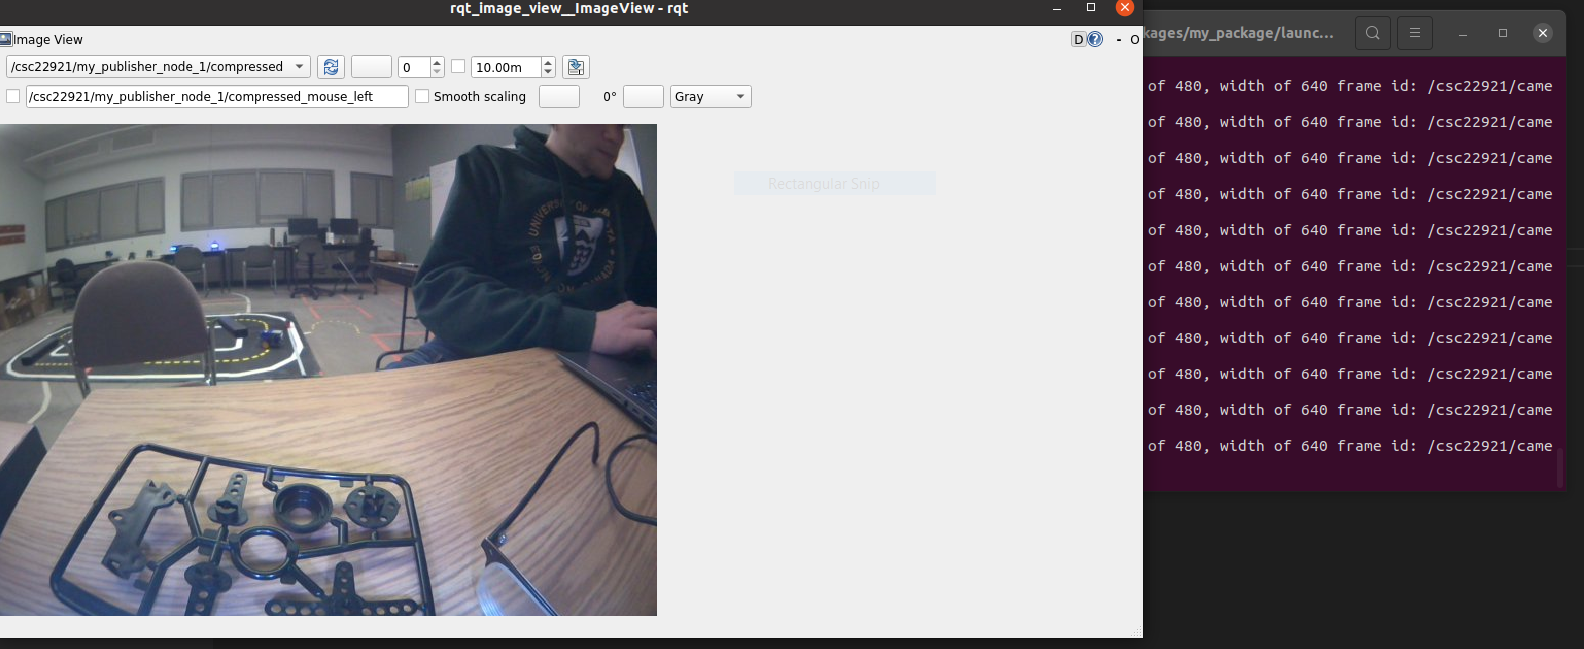 rqt_image_view__ImageView - rqt
Image View
D
- O
/csc22921/my_publisher_node_1/compressed
0
10.00m
/csc22921/my_publisher_node_1/compressed_mouse_left
Smooth scaling
0°
Gray
Rectangular Snip
UNIVERSITY OF
kages/my_package/launc...
of 480, width of 640 frame id: /csc22921/came
of 480, width of 640 frame id: /csc22921/came
of 480, width of 640 frame id: /csc22921/came
of 480, width of 640 frame id: /csc22921/came
of 480, width of 640 frame id: /csc22921/came
of 480, width of 640 frame id: /csc22921/came
of 480, width of 640 frame id: /csc22921/came
of 480, width of 640 frame id: /csc22921/came
of 480, width of 640 frame id: /csc22921/came
of 480, width of 640 frame id: /csc22921/came
of 480, width of 640 frame id: /csc22921/came